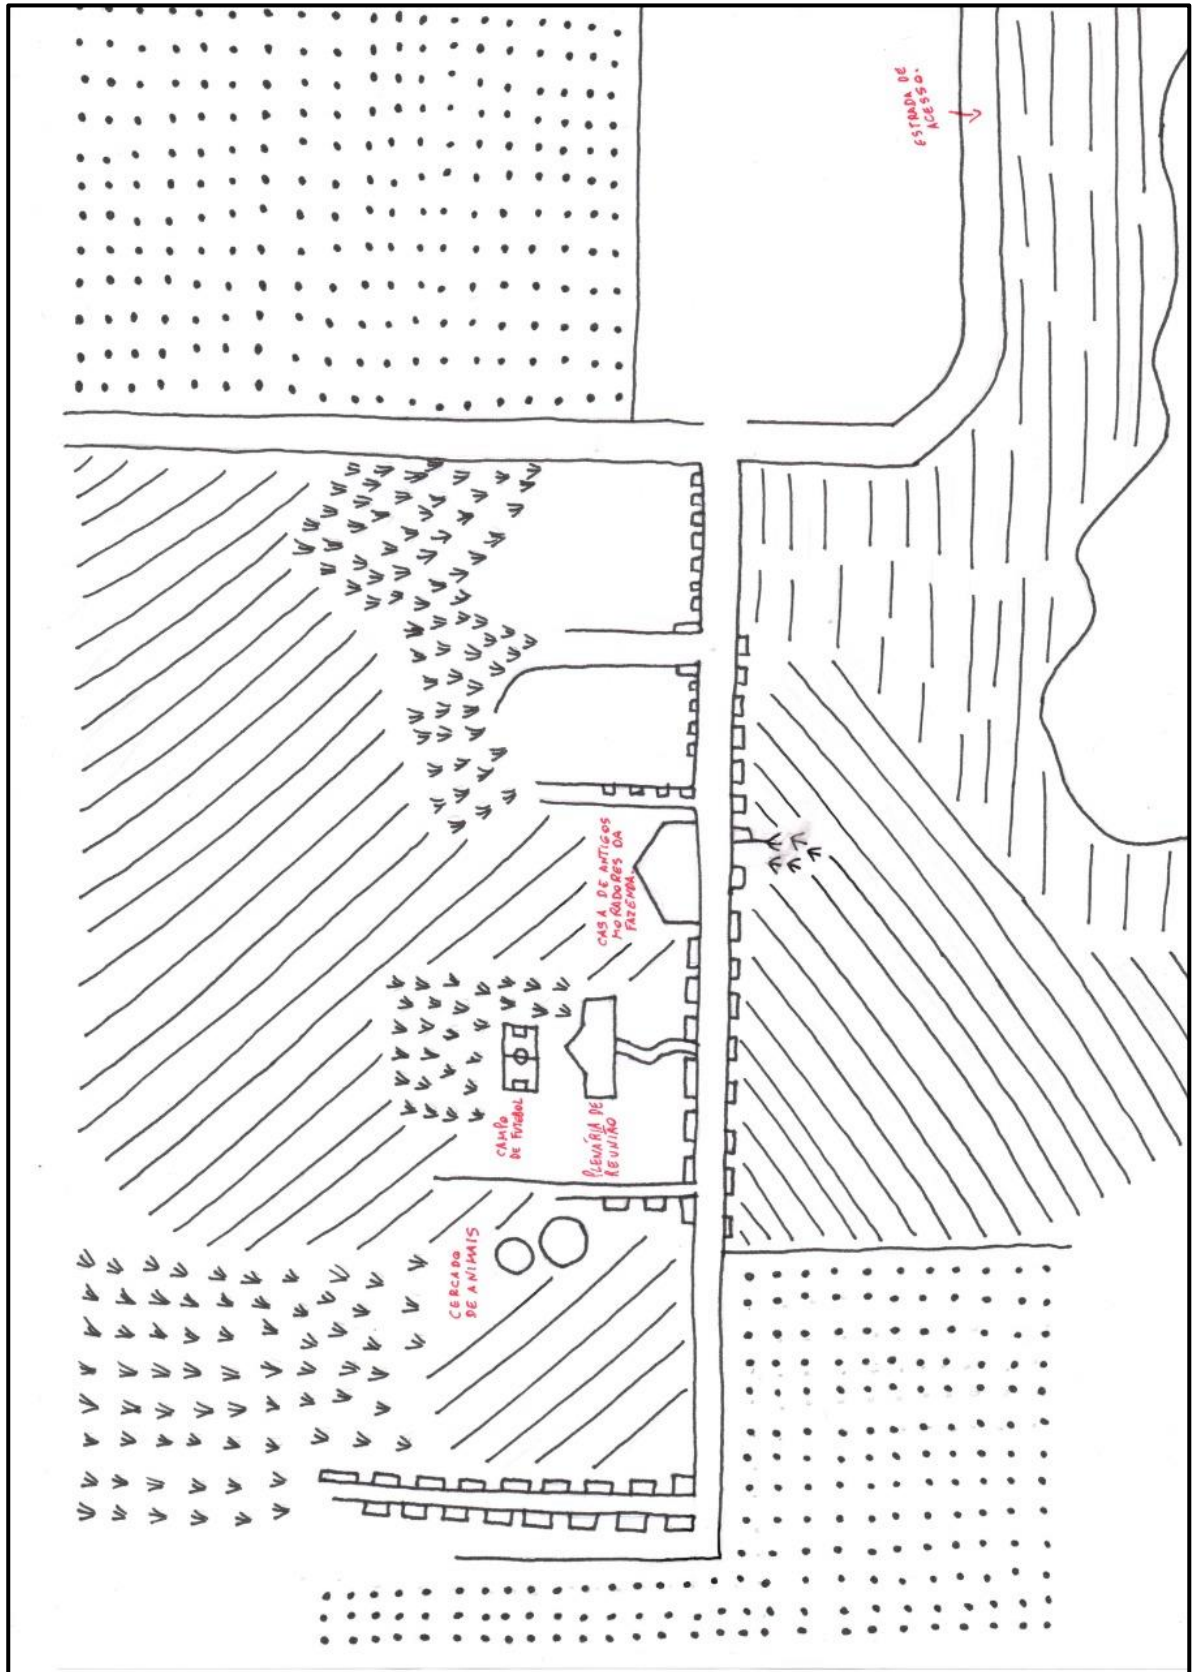 ESTRADA DE
ACESSO.
CASA DE ANTIGOS
MORADORES DA
FAZENDA.
CAMPO
DE FUTEBOL
PLENÁRIA DE
REUNIÃO
CERCADO
DE ANIMAIS